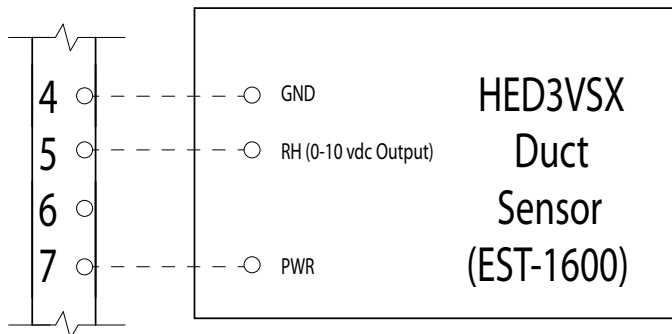 4
GND
5
RH (0-10 vdc Output)
6
7
PWR
HED3VSX
Duct
Sensor
(EST-1600)